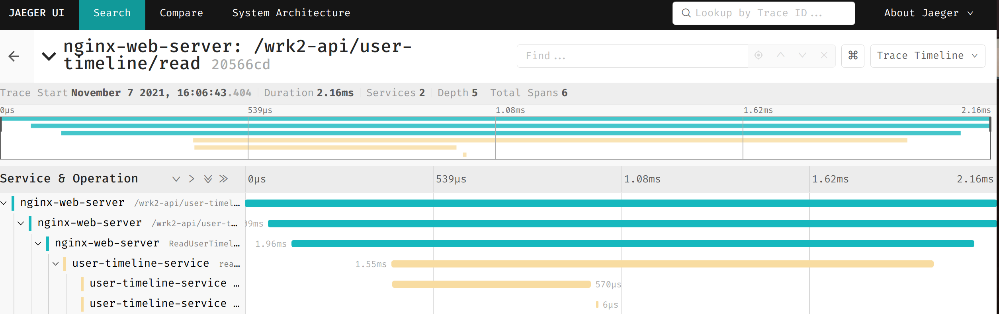 JAEGER UI Search Compare System Architecture Lookup by Trace ID... About Jaeger
nginx-web-server: /wrk2-api/user-
timeline/read 20566cd
Find... ⌘ Trace Timeline
Trace Start November 7 2021, 16:06:43.404 Duration 2.16ms Services 2 Depth 5 Total Spans 6
0μs 539μs 1.08ms 1.62ms 2.16ms
Service & Operation 0μs 539μs 1.08ms 1.62ms 2.16ms
nginx-web-server /wrk2-api/user-timel…
nginx-web-server /wrk2-api/user-t… 09ms
nginx-web-server ReadUserTimel… 1.96ms
user-timeline-service rea… 1.55ms
user-timeline-service … 570μs
user-timeline-service … 6μs